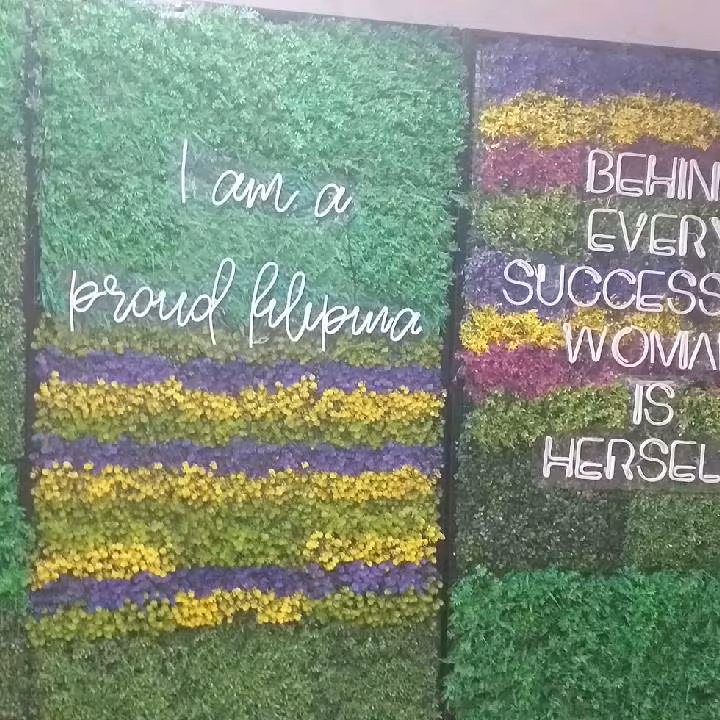 I am a
proud filipina
BEHIN
EVERY
SUCCESS
WOMA
IS
HERSEL